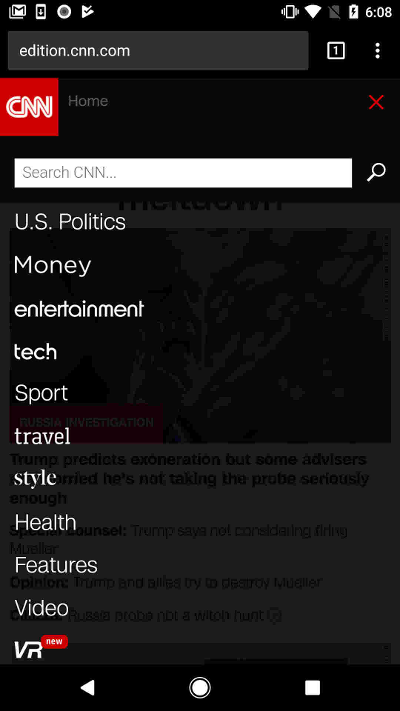 6:08
edition.cnn.com
1
CNN
Home
Search CNN...
meltdown
U.S. Politics
Money
entertainment
tech
Sport
RUSSIA INVESTIGATION
travel
Trump predicts exoneration but some advisers
worried he's not taking the probe seriously
enough
style
Health
Special counsel: Trump says not considering firing
Mueller
Features
Opinion: Trump and allies try to destroy Mueller
Video
Russia probe not a witch hunt
VR new